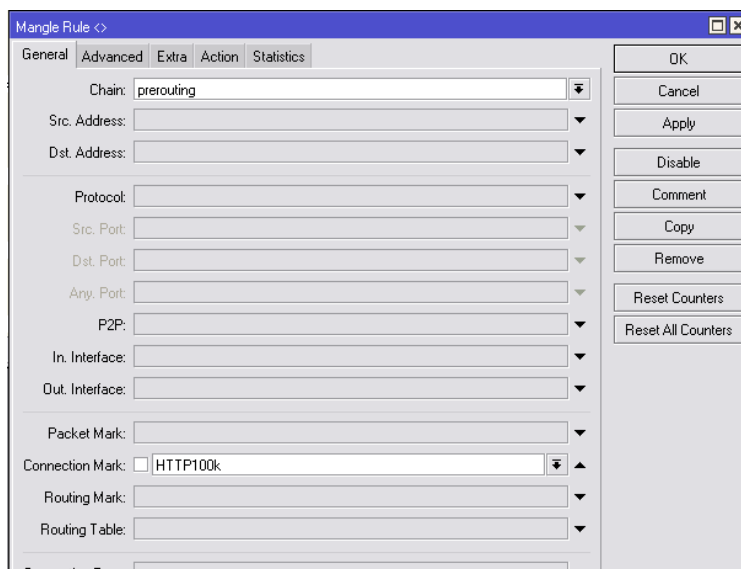 Mangle Rule <>
General Advanced Extra Action Statistics
Chain: prerouting
Src. Address:
Dst. Address:
Protocol:
Src. Port:
Dst. Port:
Any. Port:
P2P:
In. Interface:
Out. Interface:
Packet Mark:
Connection Mark: HTTP100k
Routing Mark:
Routing Table:
OK
Cancel
Apply
Disable
Comment
Copy
Remove
Reset Counters
Reset All Counters